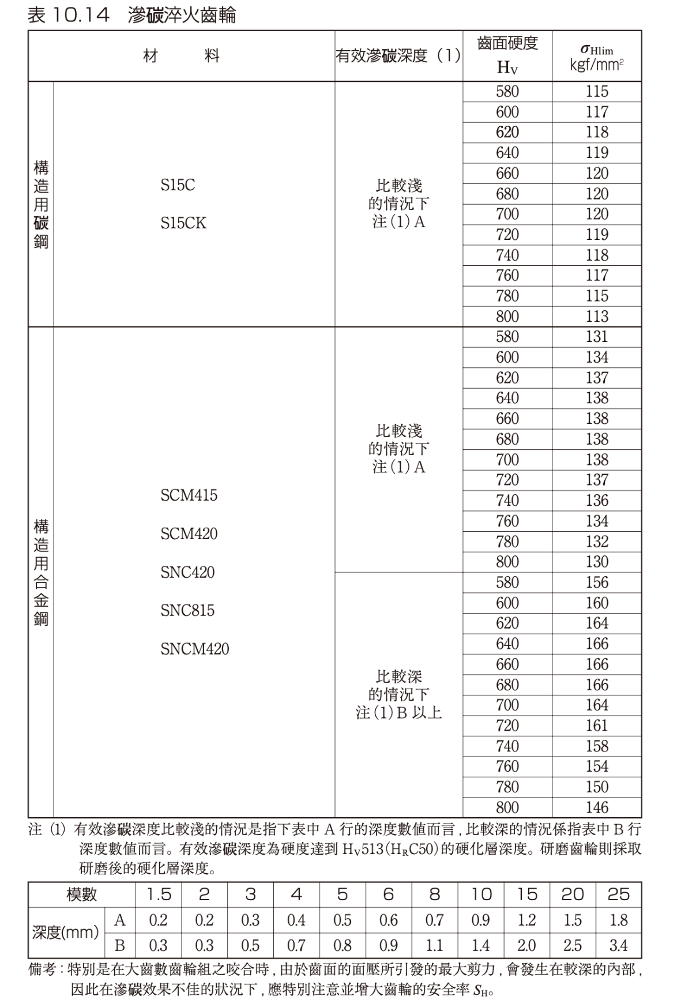 表 10.14 滲碳淬火齒輪
材 料 有效滲碳深度（1） 齒面硬度 HV σHlim kgf/mm²
構造用碳鋼
S15C
S15CK
比較淺
的情況下
注（1）A
580 115
600 117
620 118
640 119
660 120
680 120
700 120
720 119
740 118
760 117
780 115
800 113
構造用合金鋼
SCM415
SCM420
SNC420
SNC815
SNCM420
比較淺
的情況下
注（1）A
580 131
600 134
620 137
640 138
660 138
680 138
700 138
720 137
740 136
760 134
780 132
800 130
比較深
的情況下
注（1）B 以上
580 156
600 160
620 164
640 166
660 166
680 166
700 164
720 161
740 158
760 154
780 150
800 146
注（1）有效滲碳深度比較淺的情況是指下表中 A 行的深度數值而言，比較深的情況係指表中 B 行
深度數值而言。有效滲碳深度為硬度達到 HV513（HRC50）的硬化層深度。研磨齒輪則採取
研磨後的硬化層深度。
模數 1.5 2 3 4 5 6 8 10 15 20 25
深度(mm)
A 0.2 0.2 0.3 0.4 0.5 0.6 0.7 0.9 1.2 1.5 1.8
B 0.3 0.3 0.5 0.7 0.8 0.9 1.1 1.4 2.0 2.5 3.4
備考：特別是在大齒數齒輪組之咬合時，由於齒面的面壓所引發的最大剪力，會發生在較深的內部，
因此在滲碳效果不佳的狀況下，應特別注意並增大齒輪的安全率 SH。